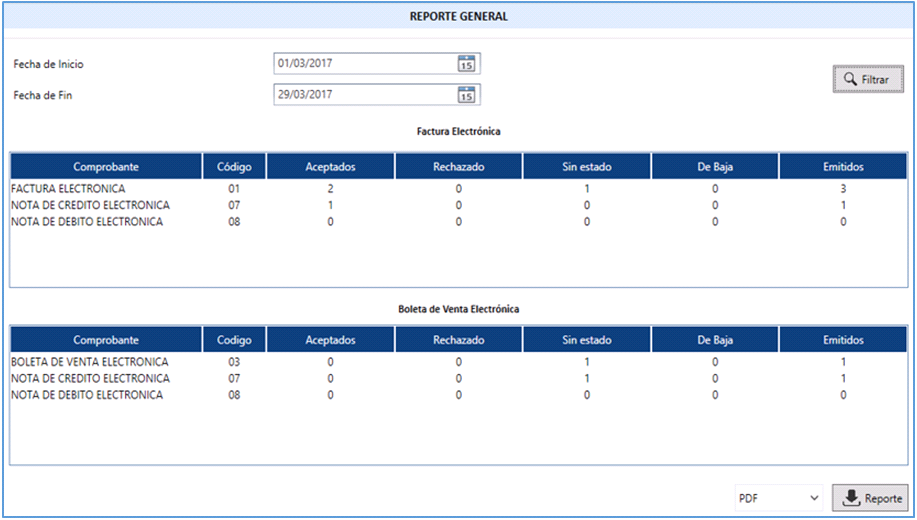 REPORTE GENERAL
Fecha de Inicio 01/03/2017 15
Filtrar
Fecha de Fin 29/03/2017 15
Factura Electrónica
Comprobante Código Aceptados Rechazado Sin estado De Baja Emitidos
FACTURA ELECTRONICA 01 2 0 1 0 3
NOTA DE CREDITO ELECTRONICA 07 1 0 0 0 1
NOTA DE DEBITO ELECTRONICA 08 0 0 0 0 0
Boleta de Venta Electrónica
Comprobante Codigo Aceptados Rechazado Sin estado De Baja Emitidos
BOLETA DE VENTA ELECTRONICA 03 0 0 1 0 1
NOTA DE CREDITO ELECTRONICA 07 0 0 1 0 1
NOTA DE DEBITO ELECTRONICA 08 0 0 0 0 0
PDF Reporte